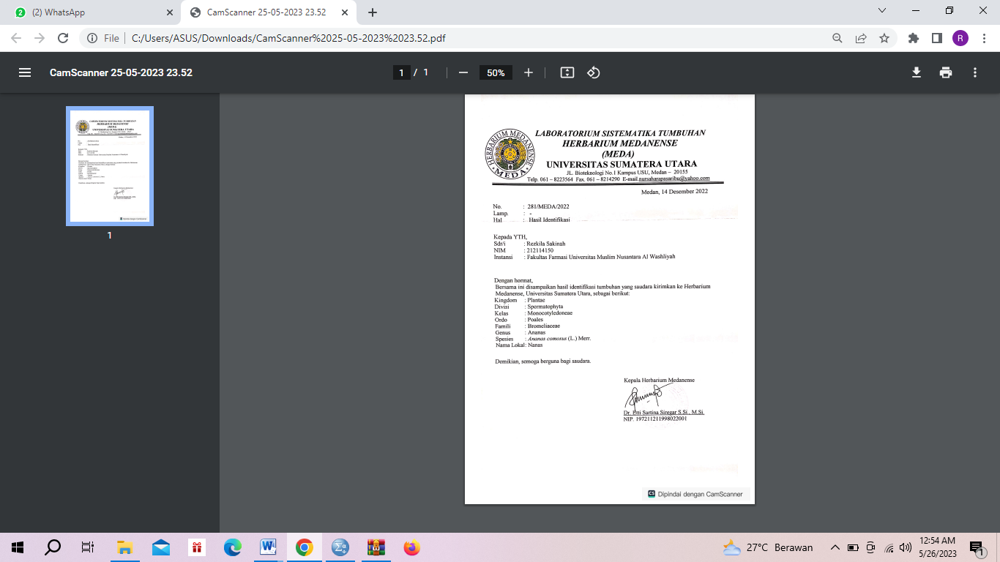 2
(2) WhatsApp
CamScanner 25-05-2023 23.52
File
C:/Users/ASUS/Downloads/CamScanner%2025-05-2023%2023.52.pdf
R
CamScanner 25-05-2023 23.52
1 / 1
50%
LABORATORIUM SISTEMATIKA TUMBUHAN
HERBARIUM MEDANENSE
(MEDA)
UNIVERSITAS SUMATERA UTARA
JL. Bioteknologi No.1 Kampus USU, Medan – 20155
Telp. 061 – 8223564 Fax. 061 – 8214290 E-mail.nursaharapasaribu@yahoo.com
HERBARIUM MEDANENSE
MEDA
Medan, 14 Desember 2022
No. : 281/MEDA/2022
Lamp. : -
Hal : Hasil Identifikasi
Kepada YTH,
Sdr/i : Rezkila Sakinah
NIM : 212114150
Instansi : Fakultas Farmasi Universitas Muslim Nusantara Al Washliyah
Dengan hormat,
Bersama ini disampaikan hasil identifikasi tumbuhan yang saudara kirimkan ke Herbarium
Medanense, Universitas Sumatera Utara, sebagai berikut:
Kingdom : Plantae
Divisi : Spermatophyta
Kelas : Monocotyledoneae
Ordo : Poales
Famili : Bromeliaceae
Genus : Ananas
Spesies : Ananas comosus (L.) Merr.
Nama Lokal: Nanas
Demikian, semoga berguna bagi saudara.
Kepala Herbarium Medanense
Dr. Etti Sartina Siregar S.Si., M.Si.
NIP. 197211211998022001
CS Dipindai dengan CamScanner
1
27°C Berawan
12:54 AM
5/26/2023
1